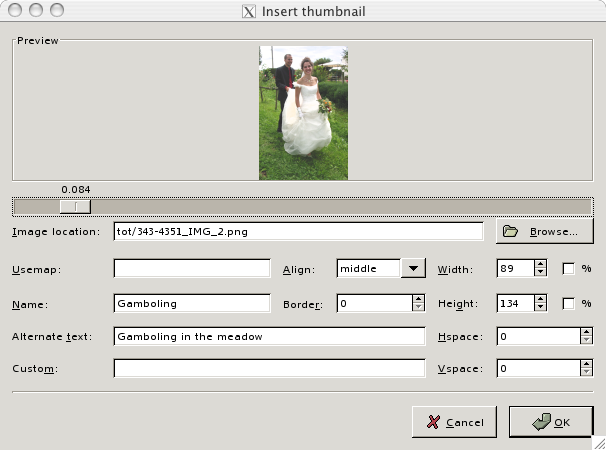 Insert thumbnail
Preview
0.084
Image location: tot/343-4351_IMG_2.png Browse...
Usemap: Align: middle Width: 89 %
Name: Gamboling Border: 0 Height: 134 %
Alternate text: Gamboling in the meadow Hspace: 0
Custom: Vspace: 0
Cancel OK